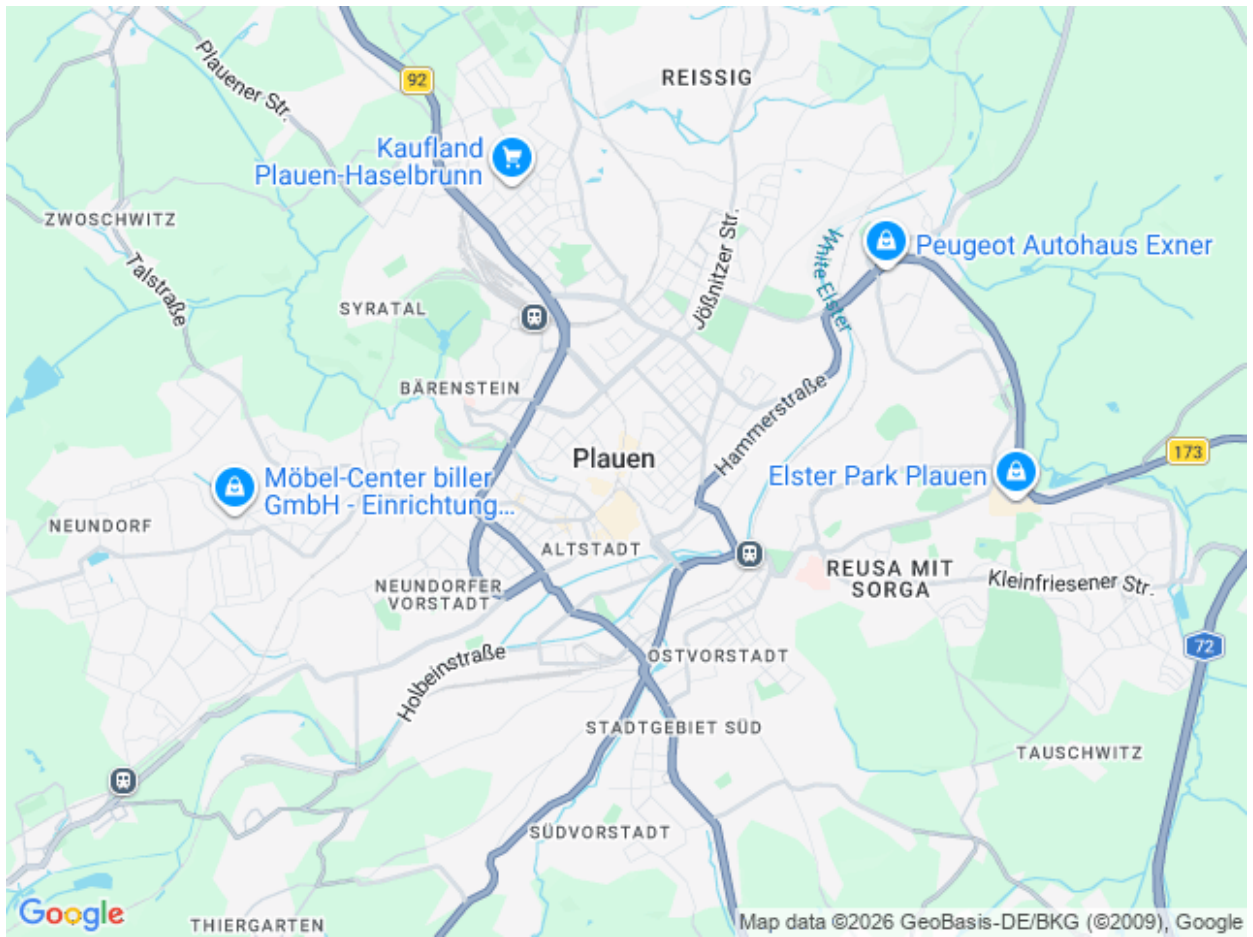 REISSIG
Plauener Str.
92
Kaufland
Plauen-Haselbrunn
ZWOSCHWITZ
Talstraße
Jößnitzer Str.
White Elster
Peugeot Autohaus Exner
SYRATAL
BÄRENSTEIN
Hammerstraße
Plauen
173
Elster Park Plauen
Möbel-Center biller
GmbH - Einrichtung...
NEUNDORF
ALTSTADT
NEUNDORFER
VORSTADT
REUSA MIT
SORGA
Kleinfriesener Str.
72
Holbeinstraße
OSTVORSTADT
STADTGEBIET SÜD
TAUSCHWITZ
SÜDVORSTADT
THIERGARTEN
Google
Map data ©2026 GeoBasis-DE/BKG (©2009), Google